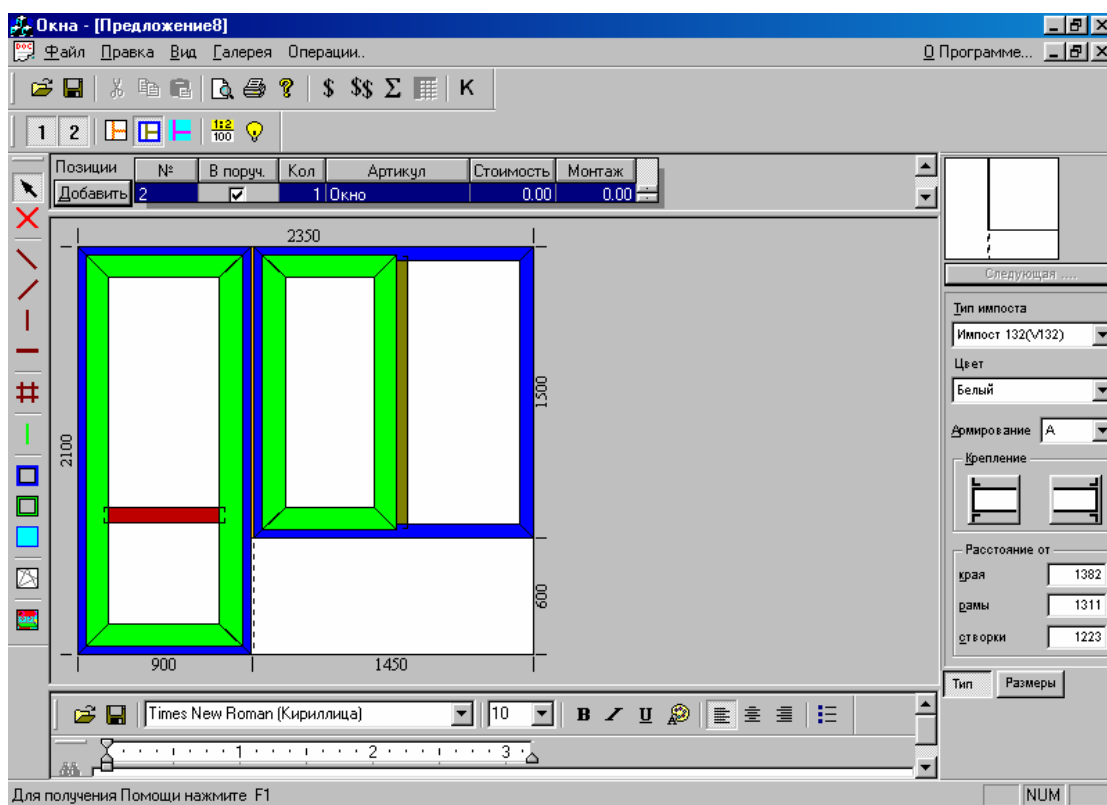 Окна - [Предложение8]
Файл Правка Вид Галерея Операции.. О Программе...
$ $$ Σ K
1 2 1:2 100
Позиции № В поруч. Кол Артикул Стоимость Монтаж
Добавить 2 1 Окно 0.00 0.00
Следующая ....
2350
Тип импоста
Импост 132(V132)
Цвет
Белый
1500
Армирование A
2100
Крепление
Расстояние от
края 1382
600
рамы 1311
створки 1223
900 1450
Тип Размеры
Times New Roman (Кириллица) 10 B I U
1 2 3
Для получения Помощи нажмите F1 NUM